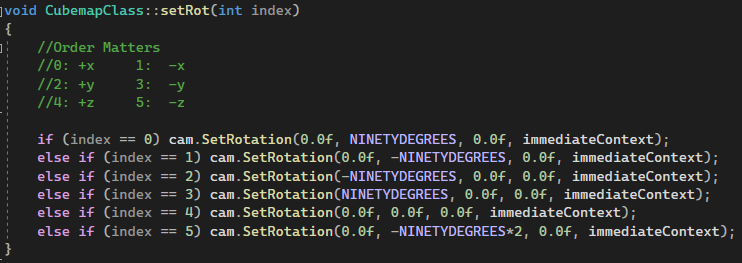 void CubemapClass::setRot(int index)
{
//Order Matters
//0: +x     1:  -x
//2: +y     3:  -y
//4: +z     5:  -z
if (index == 0) cam.SetRotation(0.0f, NINETYDEGREES, 0.0f, immediateContext);
else if (index == 1) cam.SetRotation(0.0f, -NINETYDEGREES, 0.0f, immediateContext);
else if (index == 2) cam.SetRotation(-NINETYDEGREES, 0.0f, 0.0f, immediateContext);
else if (index == 3) cam.SetRotation(NINETYDEGREES, 0.0f, 0.0f, immediateContext);
else if (index == 4) cam.SetRotation(0.0f, 0.0f, 0.0f, immediateContext);
else if (index == 5) cam.SetRotation(0.0f, -NINETYDEGREES*2, 0.0f, immediateContext);
}